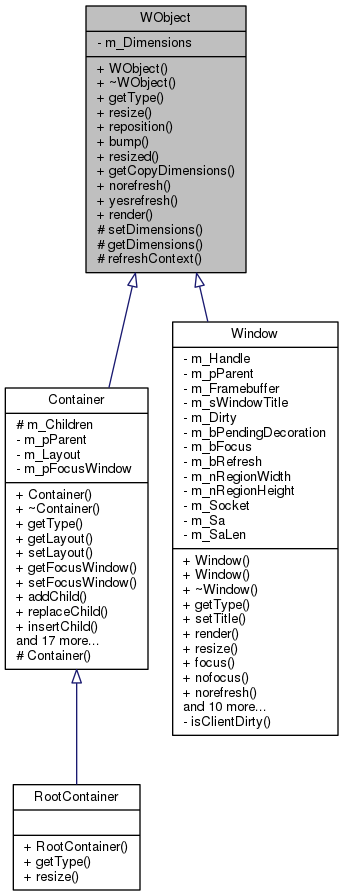 WObject
- m_Dimensions
+ WObject()
+ ~WObject()
+ getType()
+ resize()
+ reposition()
+ bump()
+ resized()
+ getCopyDimensions()
+ norefresh()
+ yesrefresh()
+ render()
# setDimensions()
# getDimensions()
# refreshContext()
Container
# m_Children
- m_pParent
- m_Layout
- m_pFocusWindow
+ Container()
+ ~Container()
+ getType()
+ getLayout()
+ setLayout()
+ getFocusWindow()
+ setFocusWindow()
+ addChild()
+ replaceChild()
+ insertChild()
and 17 more...
# Container()
Window
- m_Handle
- m_pParent
- m_Framebuffer
- m_sWindowTitle
- m_Dirty
- m_bPendingDecoration
- m_bFocus
- m_bRefresh
- m_nRegionWidth
- m_nRegionHeight
- m_Socket
- m_Sa
- m_SaLen
+ Window()
+ Window()
+ ~Window()
+ getType()
+ setTitle()
+ render()
+ resize()
+ focus()
+ nofocus()
+ norefresh()
and 10 more...
- isClientDirty()
RootContainer
+ RootContainer()
+ getType()
+ resize()